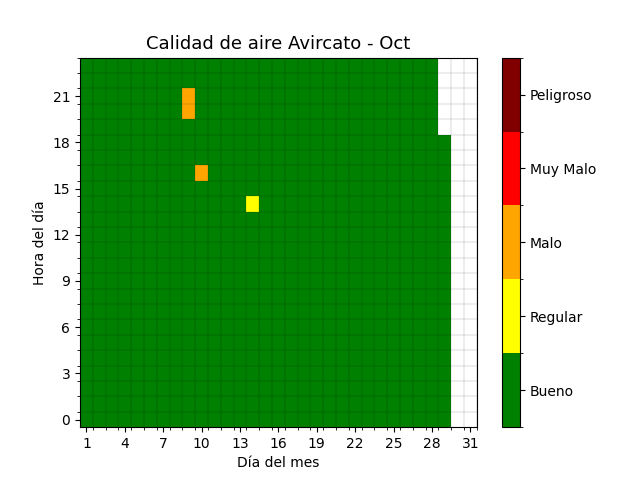 Calidad de aire Avircato - Oct
Hora del día
21
18
15
12
9
6
3
0
1 4 7 10 13 16 19 22 25 28 31
Día del mes
Peligroso
Muy Malo
Malo
Regular
Bueno